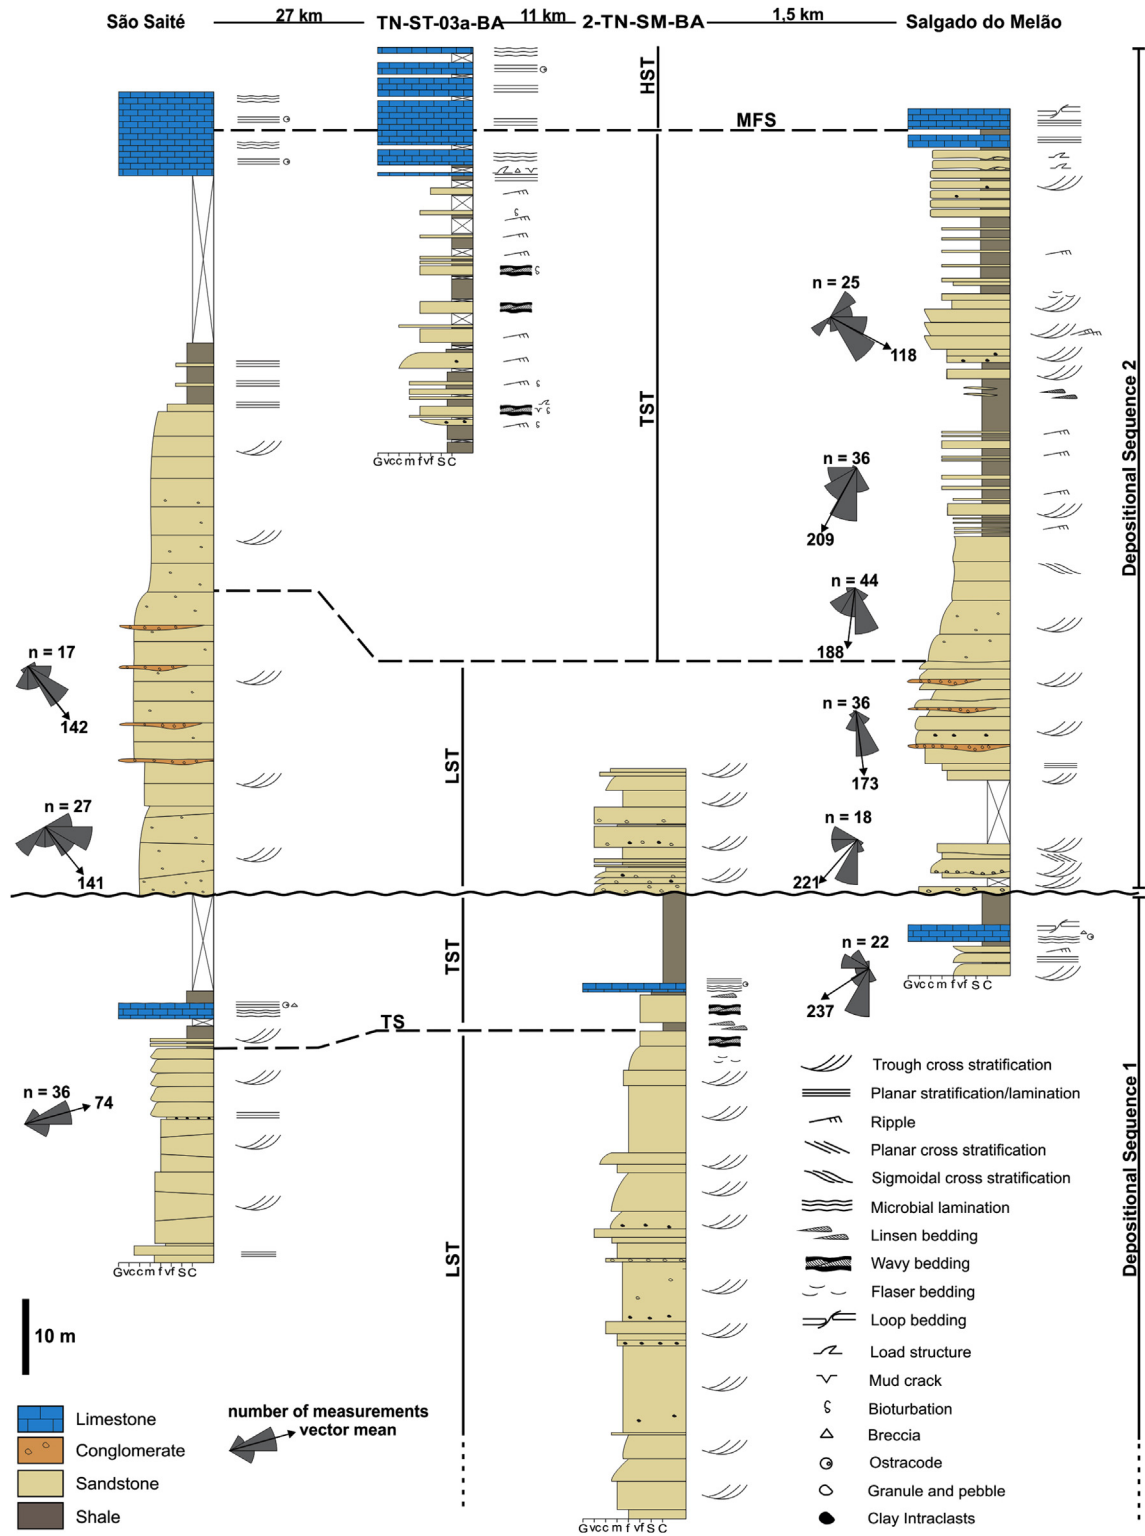 São Saité
27 km
TN-ST-03a-BA
11 km
2-TN-SM-BA
1,5 km
Salgado do Melão
HST
MFS
TST
LST
Depositional Sequence 2
n = 25
118
n = 36
209
n = 44
188
n = 36
173
n = 18
221
n = 17
142
n = 27
141
G vc c m f vf S C
TST
TS
LST
Depositional Sequence 1
n = 22
237
G vc c m f vf S C
n = 36
74
G vc c m f vf S C
G vc c m f vf S C
10 m
Limestone
Conglomerate
Sandstone
Shale
number of measurements
vector mean
Trough cross stratification
Planar stratification/lamination
Ripple
Planar cross stratification
Sigmoidal cross stratification
Microbial lamination
Linsen bedding
Wavy bedding
Flaser bedding
Loop bedding
Load structure
Mud crack
Bioturbation
Breccia
Ostracode
Granule and pebble
Clay Intraclasts